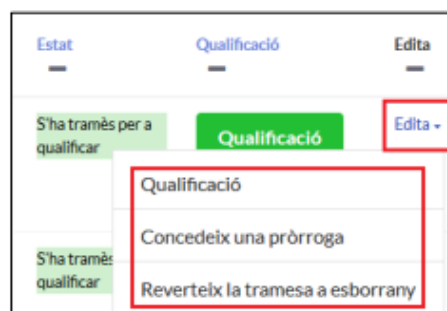 Estat Qualificació Edita
S'ha tramès per a
qualificar
Qualificació
Edita
Qualificació
Concedeix una pròrroga
S'ha tramès
qualificar
Reverteix la tramesa a esborrany